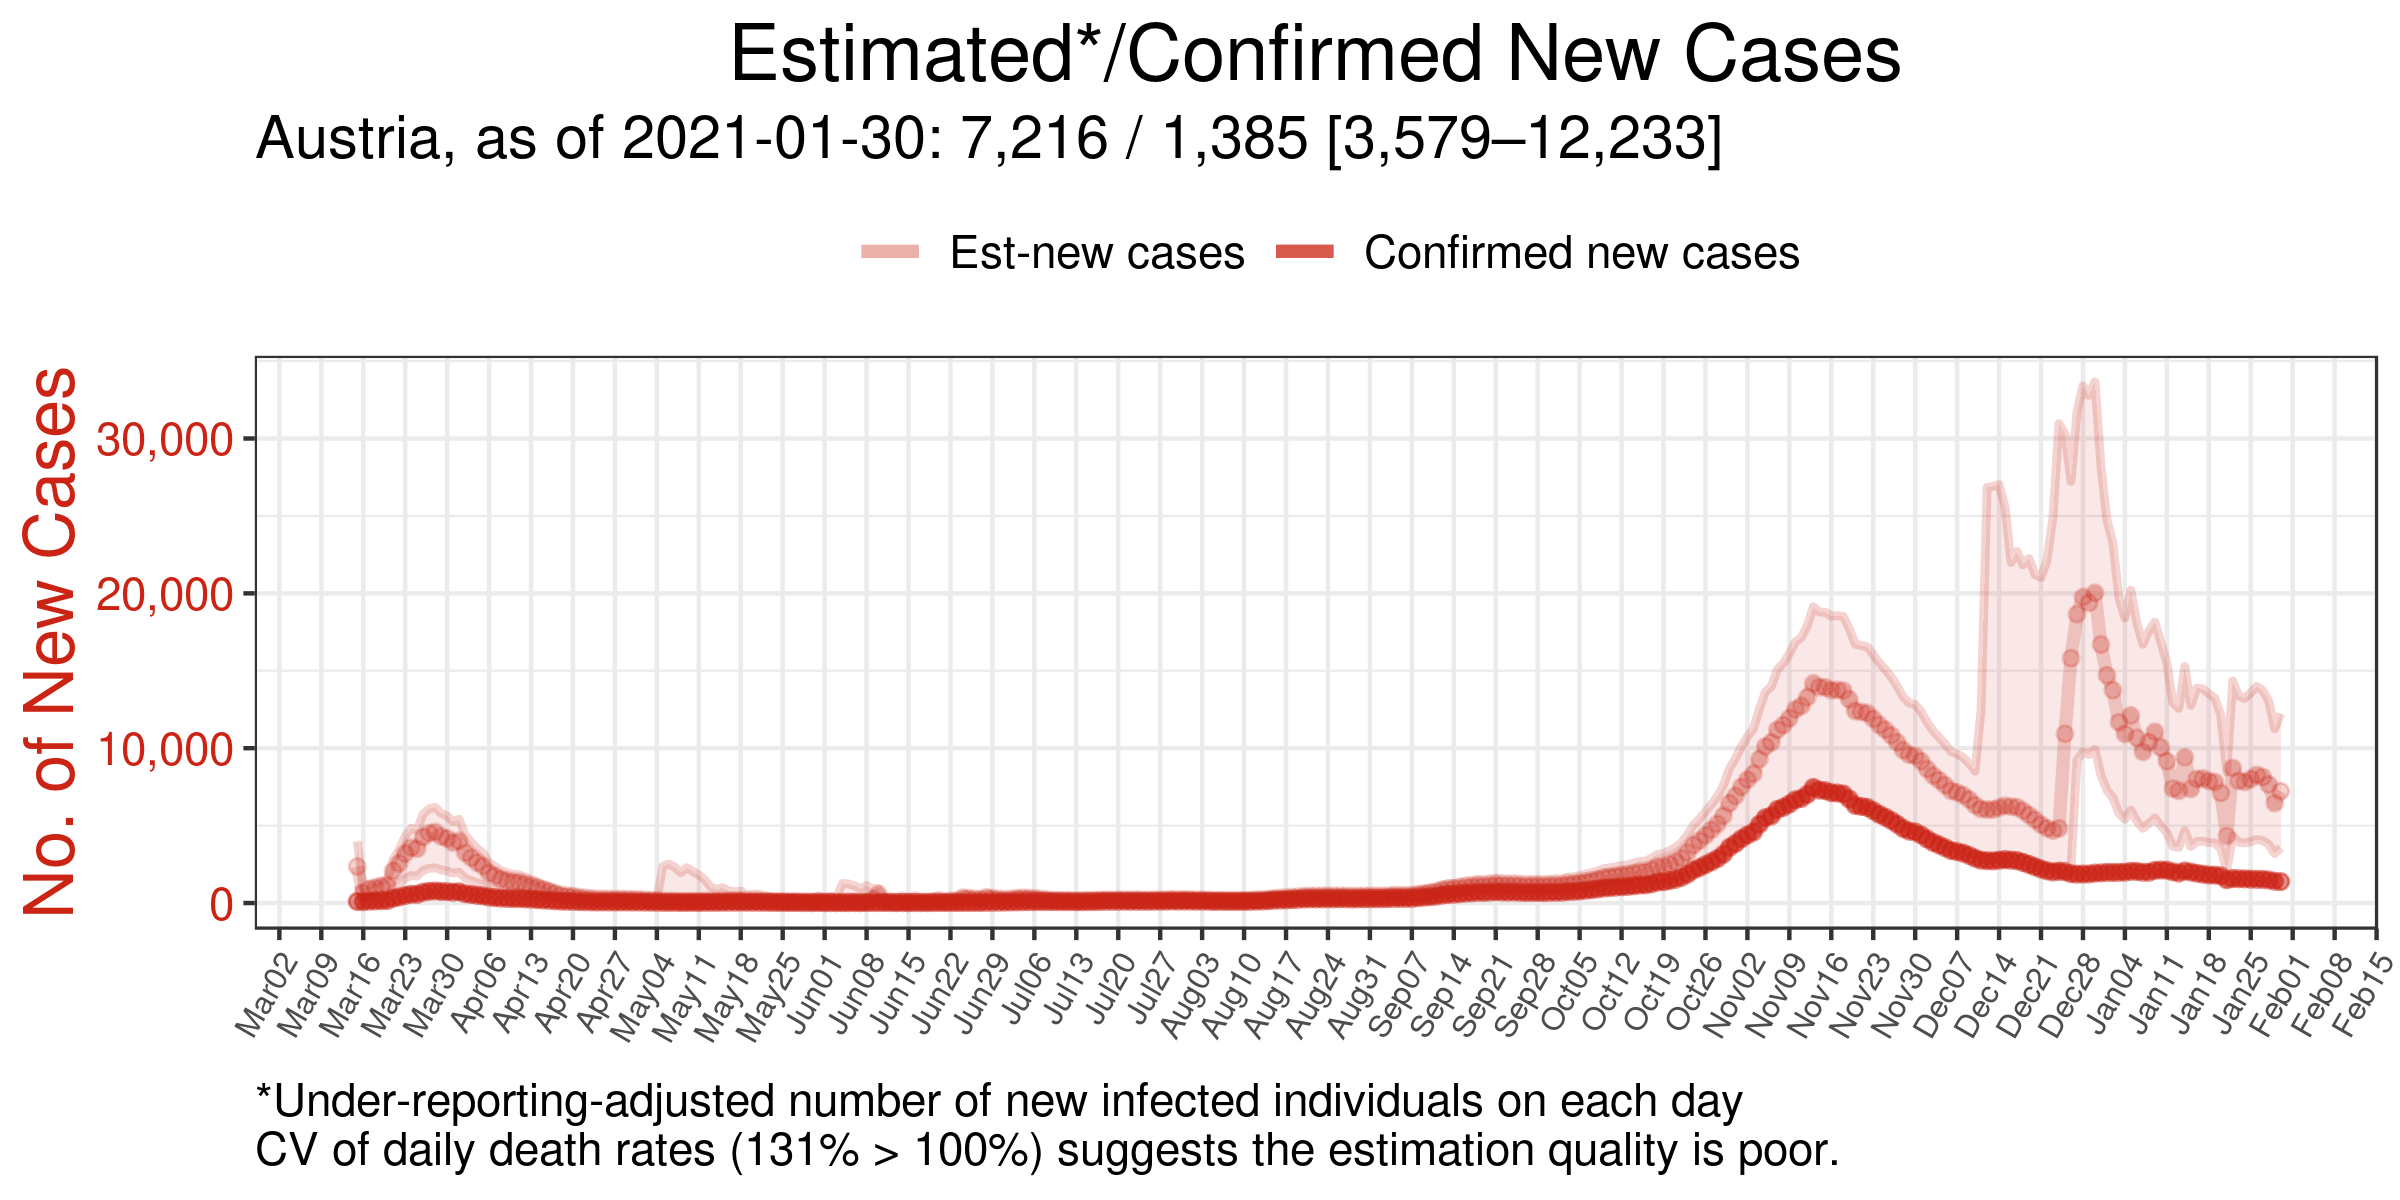 Estimated*/Confirmed New Cases
Austria, as of 2021-01-30: 7,216 / 1,385 [3,579–12,233]
Est-new cases
Confirmed new cases
No. of New Cases
30,000
20,000
10,000
0
Mar02
Mar09
Mar16
Mar23
Mar30
Apr06
Apr13
Apr20
Apr27
May04
May11
May18
May25
Jun01
Jun08
Jun15
Jun22
Jun29
Jul06
Jul13
Jul20
Jul27
Aug03
Aug10
Aug17
Aug24
Aug31
Sep07
Sep14
Sep21
Sep28
Oct05
Oct12
Oct19
Oct26
Nov02
Nov09
Nov16
Nov23
Nov30
Dec07
Dec14
Dec21
Dec28
Jan04
Jan11
Jan18
Jan25
Feb01
Feb08
Feb15
*Under-reporting-adjusted number of new infected individuals on each day
CV of daily death rates (131% > 100%) suggests the estimation quality is poor.